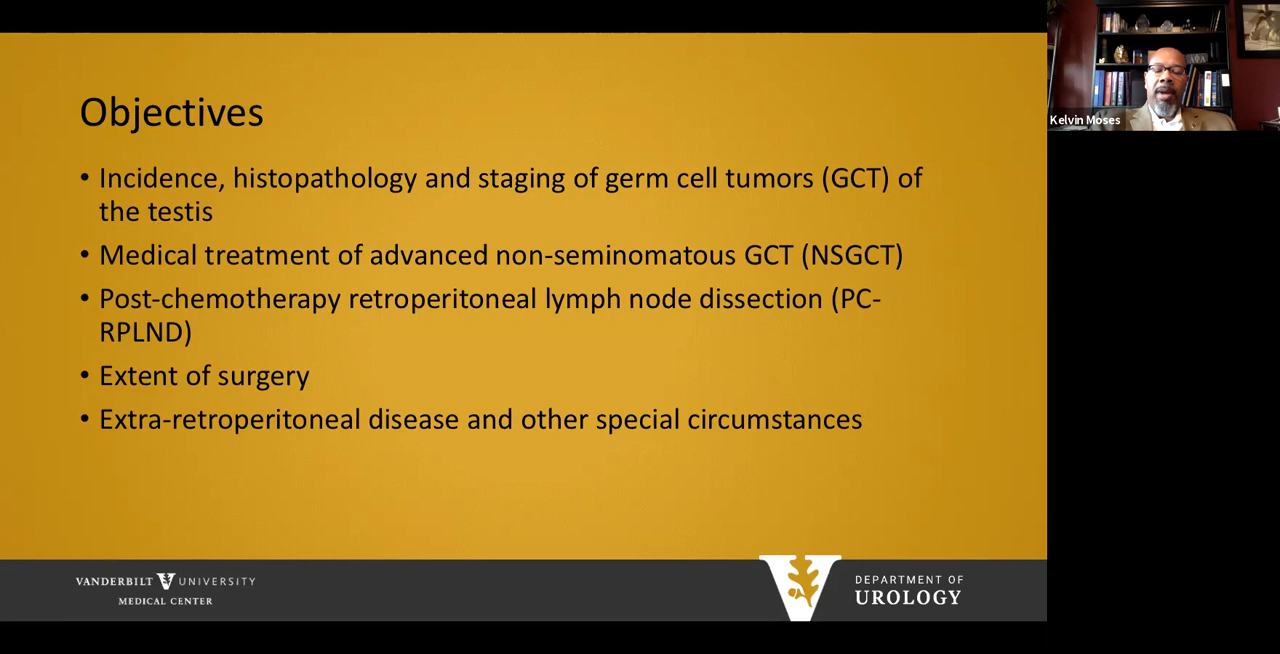 Objectives
• Incidence, histopathology and staging of germ cell tumors (GCT) of
the testis
• Medical treatment of advanced non-seminomatous GCT (NSGCT)
• Post-chemotherapy retroperitoneal lymph node dissection (PC-
RPLND)
• Extent of surgery
• Extra-retroperitoneal disease and other special circumstances
VANDERBILT V UNIVERSITY
MEDICAL CENTER
V
DEPARTMENT OF
UROLOGY
Kelvin Moses